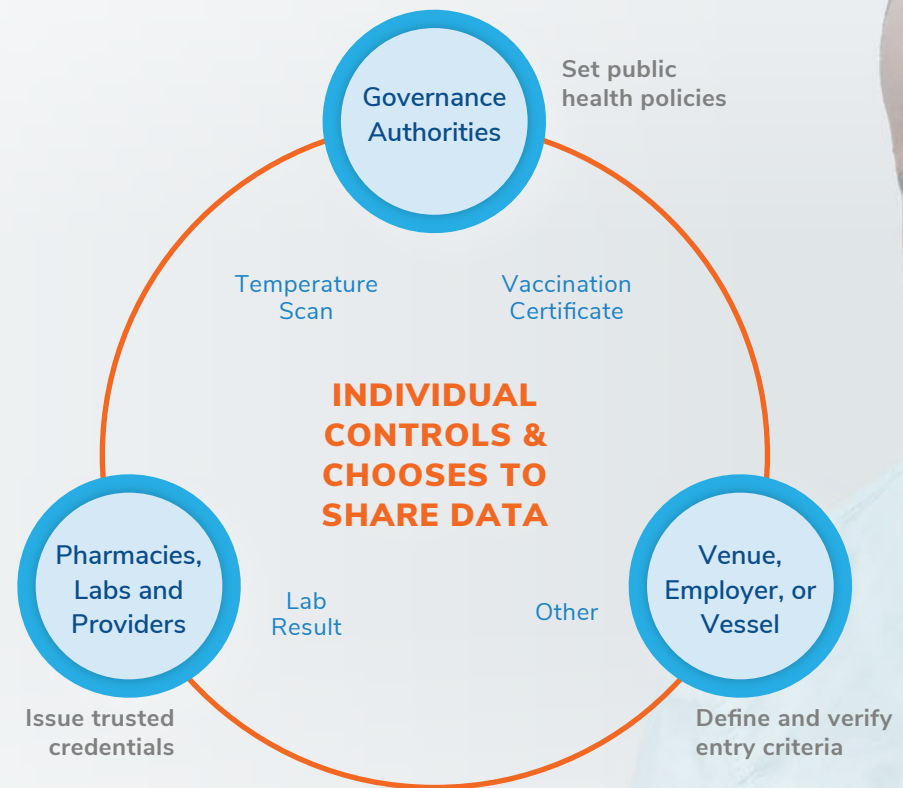 Governance
Authorities
Set public
health policies
Temperature
Scan
Vaccination
Certificate
INDIVIDUAL
CONTROLS &
CHOOSES TO
SHARE DATA
Pharmacies,
Labs and
Providers
Lab
Result
Other
Venue,
Employer, or
Vessel
Issue trusted
credentials
Define and verify
entry criteria